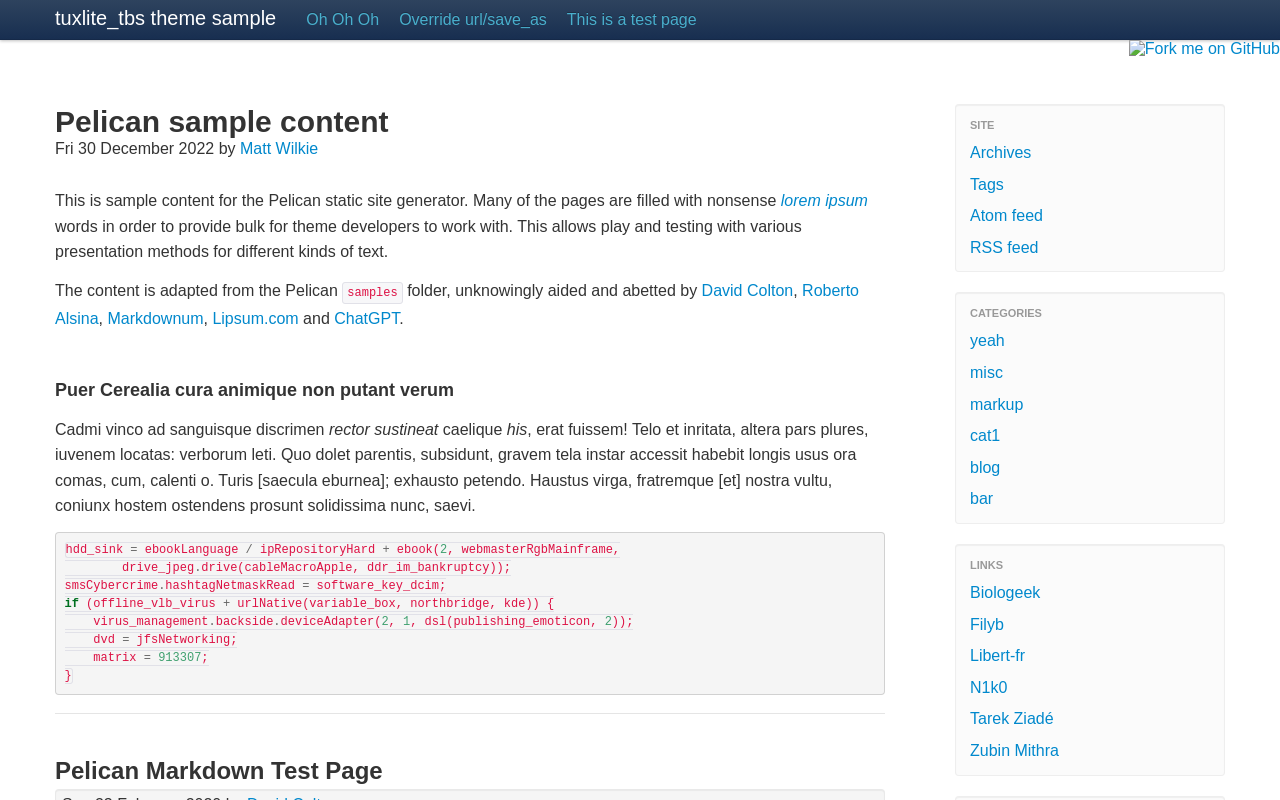 tuxlite_tbs theme sample
Oh Oh Oh
Override url/save_as
This is a test page
Fork me on GitHub
Pelican sample content
Fri 30 December 2022 by Matt Wilkie
This is sample content for the Pelican static site generator. Many of the pages are filled with nonsense lorem ipsum
words in order to provide bulk for theme developers to work with. This allows play and testing with various
presentation methods for different kinds of text.
The content is adapted from the Pelican samples folder, unknowingly aided and abetted by David Colton, Roberto
Alsina, Markdownum, Lipsum.com and ChatGPT.
Puer Cerealia cura animique non putant verum
Cadmi vinco ad sanguisque discrimen rector sustineat caelique his, erat fuissem! Telo et inritata, altera pars plures,
iuvenem locatas: verborum leti. Quo dolet parentis, subsidunt, gravem tela instar accessit habebit longis usus ora
comas, cum, calenti o. Turis [saecula eburnea]; exhausto petendo. Haustus virga, fratremque [et] nostra vultu,
coniunx hostem ostendens prosunt solidissima nunc, saevi.
hdd_sink = ebookLanguage / ipRepositoryHard + ebook(2, webmasterRgbMainframe,
        drive_jpeg.drive(cableMacroApple, ddr_im_bankruptcy));
smsCybercrime.hashtagNetmaskRead = software_key_dcim;
if (offline_vlb_virus + urlNative(variable_box, northbridge, kde)) {
    virus_management.backside.deviceAdapter(2, 1, dsl(publishing_emoticon, 2));
    dvd = jfsNetworking;
    matrix = 913307;
}
Pelican Markdown Test Page
SITE
Archives
Tags
Atom feed
RSS feed
CATEGORIES
yeah
misc
markup
cat1
blog
bar
LINKS
Biologeek
Filyb
Libert-fr
N1k0
Tarek Ziadé
Zubin Mithra